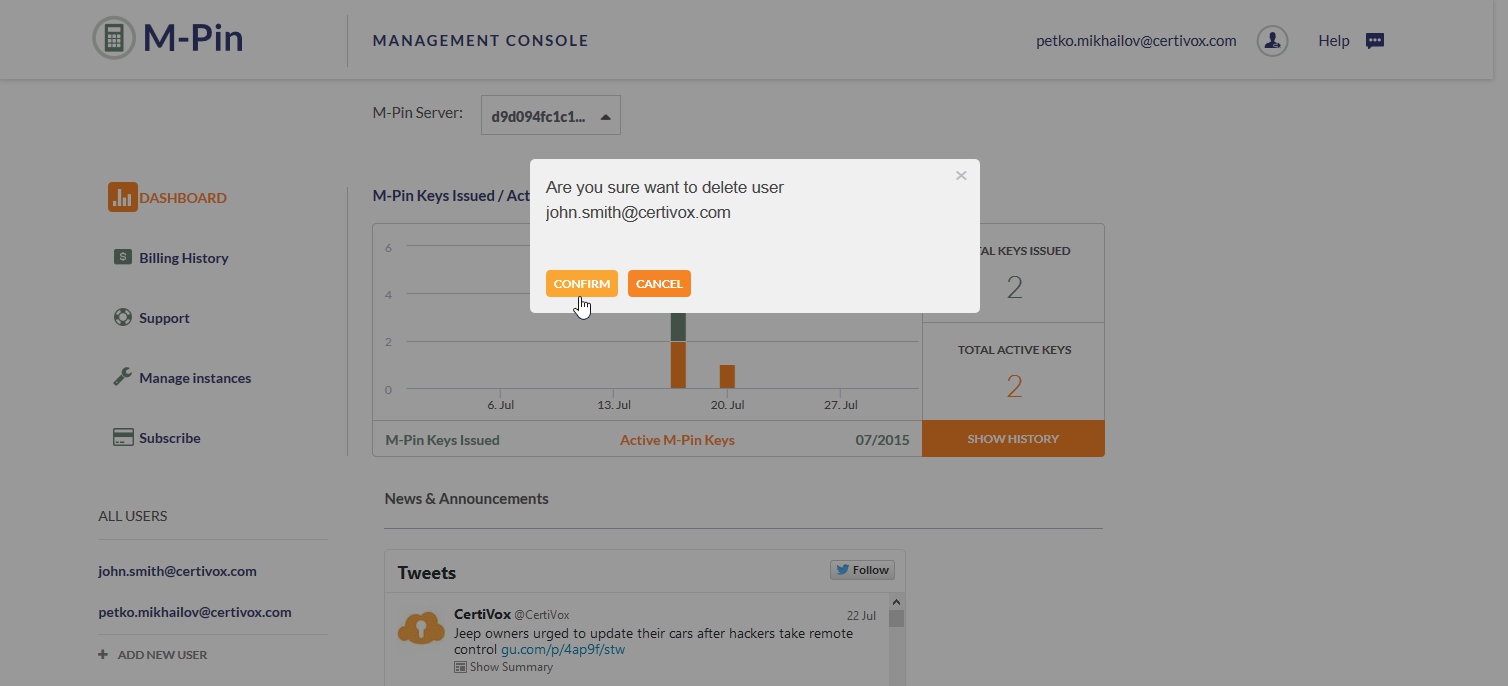 M-Pin
MANAGEMENT CONSOLE
petko.mikhailov@certivox.com
Help
M-Pin Server:
d9d094fc1c1...
DASHBOARD
Billing History
Support
Manage instances
Subscribe
ALL USERS
john.smith@certivox.com
petko.mikhailov@certivox.com
+ ADD NEW USER
M-Pin Keys Issued / Act
Are you sure want to delete user
john.smith@certivox.com
×
CONFIRM
CANCEL
6
4
2
0
6. Jul
13. Jul
20. Jul
27. Jul
M-Pin Keys Issued
Active M-Pin Keys
07/2015
AL KEYS ISSUED
2
TOTAL ACTIVE KEYS
2
SHOW HISTORY
News & Announcements
Tweets
Follow
CertiVox @CertiVox
22 Jul
Jeep owners urged to update their cars after hackers take remote
control gu.com/p/4ap9f/stw
Show Summary